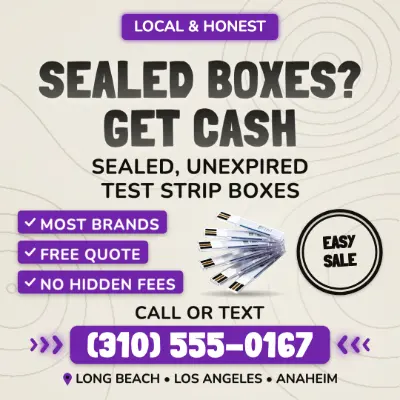 LOCAL & HONEST
SEALED BOXES?
GET CASH
SEALED, UNEXPIRED
TEST STRIP BOXES
✓ MOST BRANDS
✓ FREE QUOTE
✓ NO HIDDEN FEES
EASY
SALE
CALL OR TEXT
(310) 555-0167
LONG BEACH • LOS ANGELES • ANAHEIM